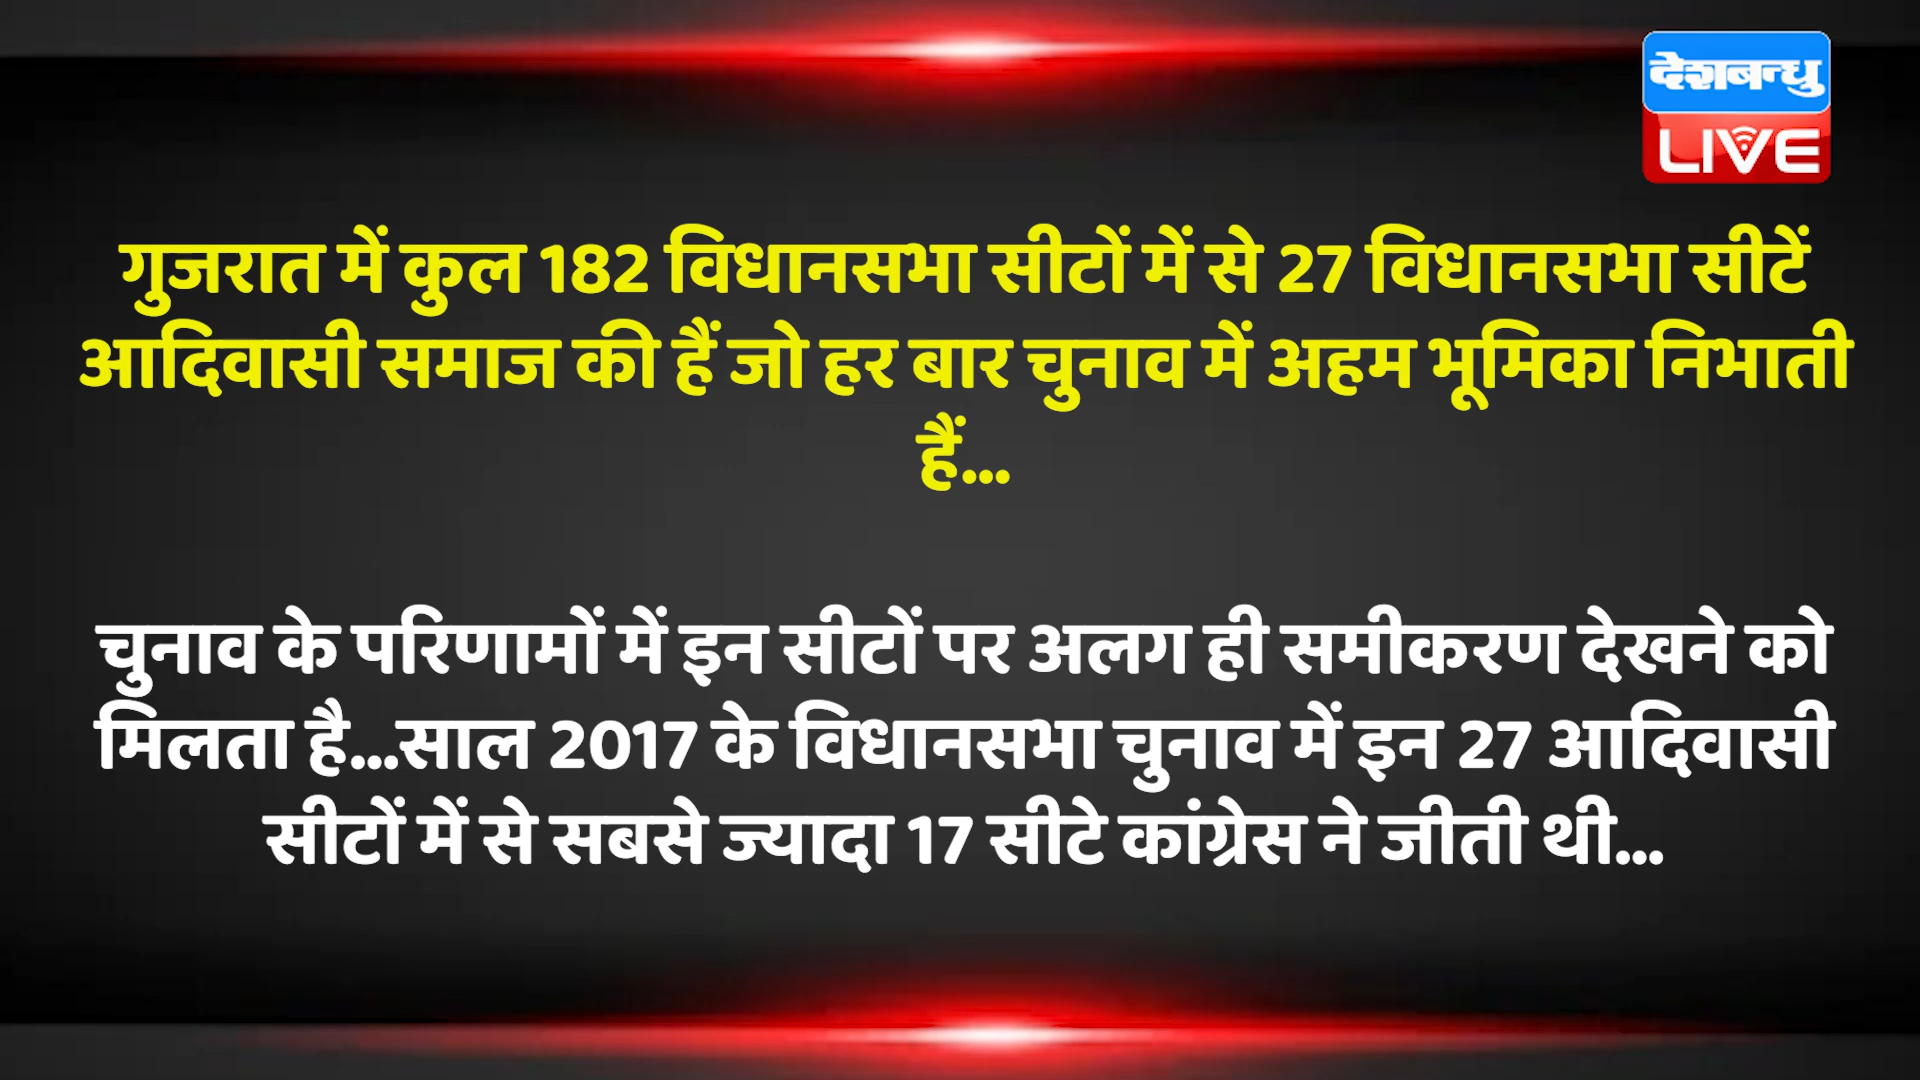 देशबन्धु
LIVE
गुजरात में कुल 182 विधानसभा सीटों में से 27 विधानसभा सीटें
आदिवासी समाज की हैं जो हर बार चुनाव में अहम भूमिका निभाती
हैं...
चुनाव के परिणामों में इन सीटों पर अलग ही समीकरण देखने को
मिलता है...साल 2017 के विधानसभा चुनाव में इन 27 आदिवासी
सीटों में से सबसे ज्यादा 17 सीटे कांग्रेस ने जीती थी...